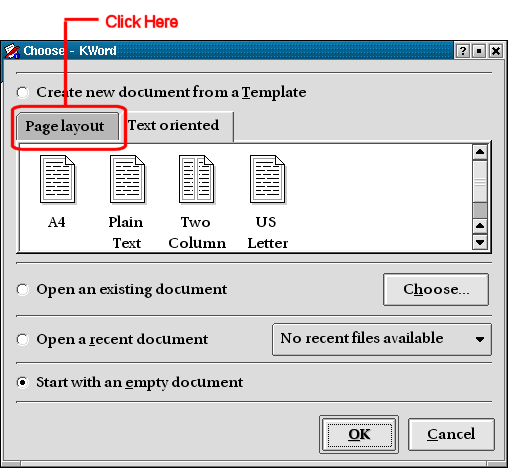 Click Here
Choose - KWord
Create new document from a Template
Page layout
Text oriented
A4
Plain
Text
Two
Column
US
Letter
Open an existing document
Choose...
Open a recent document
No recent files available
Start with an empty document
OK
Cancel